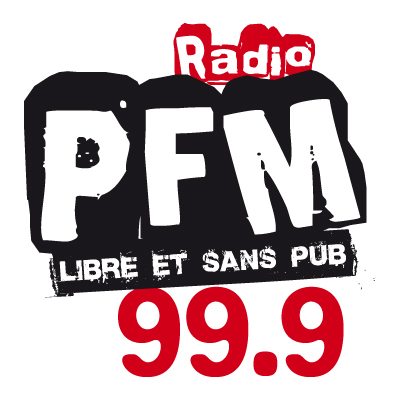 Radio
PFM
LIBRE ET SANS PUB
99.9